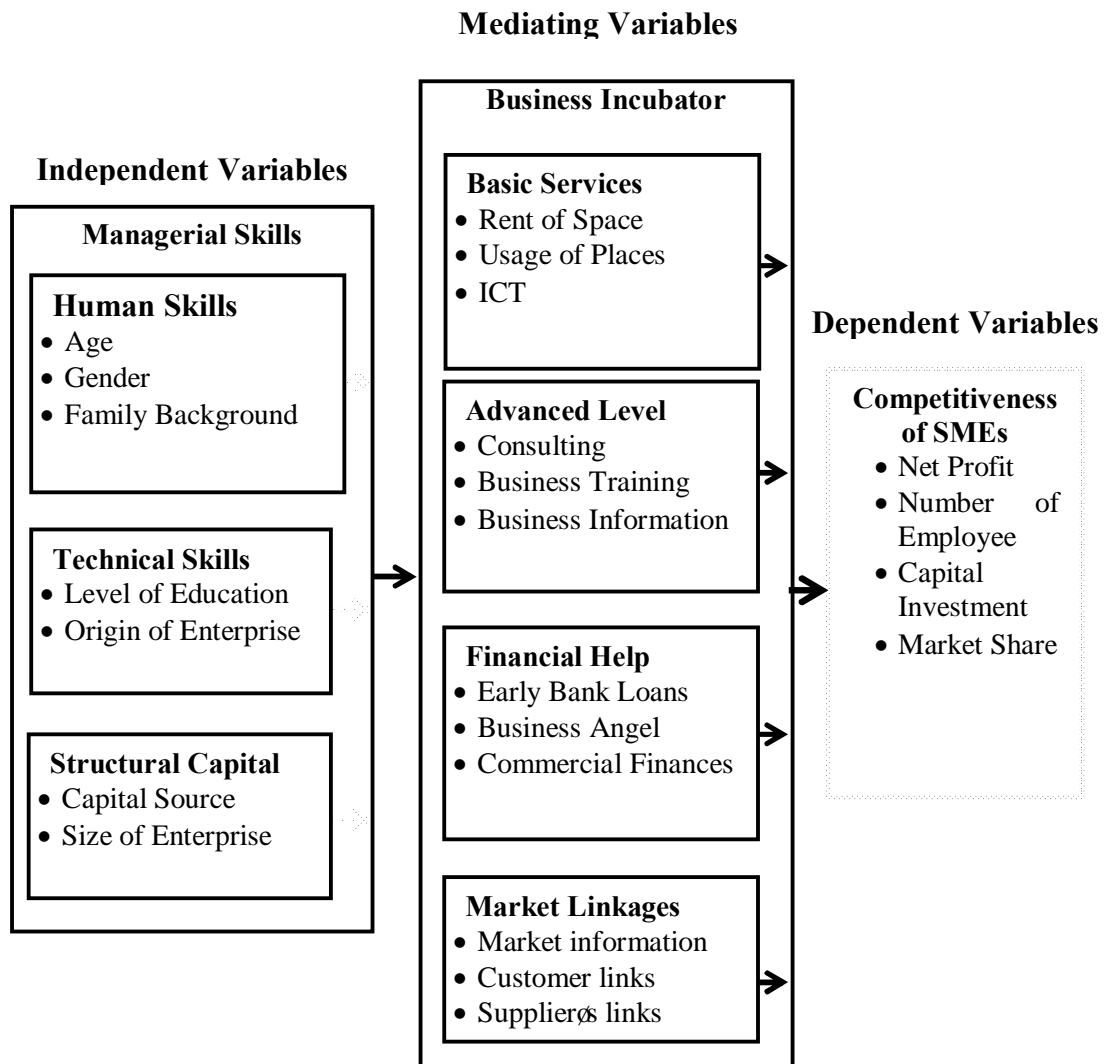 Mediating Variables
Business Incubator
Independent Variables
Managerial Skills
Human Skills
• Age
• Gender
• Family Background
Technical Skills
• Level of Education
• Origin of Enterprise
Structural Capital
• Capital Source
• Size of Enterprise
Basic Services
• Rent of Space
• Usage of Places
• ICT
Advanced Level
• Consulting
• Business Training
• Business Information
Financial Help
• Early Bank Loans
• Business Angel
• Commercial Finances
Market Linkages
• Market information
• Customer links
• Supplierøs links
Dependent Variables
Competitiveness
of SMEs
• Net Profit
• Number of
Employee
• Capital
Investment
• Market Share